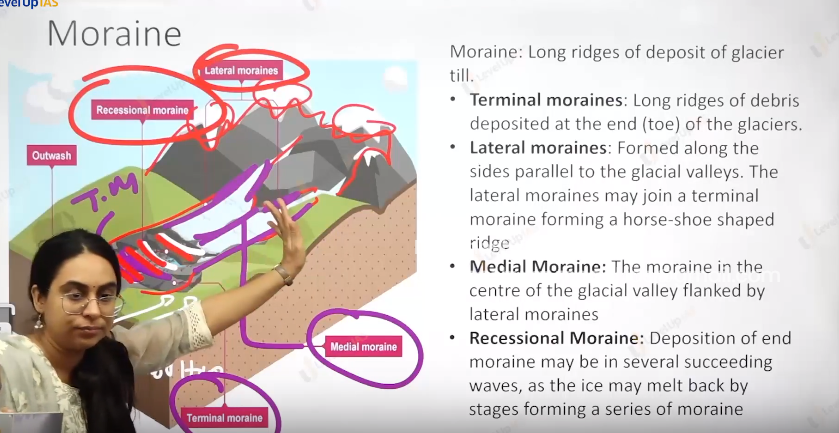 evelUpIAS
Moraine
Lateral moraines
Recessional moraine
Outwash
T.M
Medial moraine
Terminal moraine
Moraine: Long ridges of deposit of glacier
till.
• Terminal moraines: Long ridges of debris
deposited at the end (toe) of the glaciers.
• Lateral moraines: Formed along the
sides parallel to the glacial valleys. The
lateral moraines may join a terminal
moraine forming a horse-shoe shaped
ridge
• Medial Moraine: The moraine in the
centre of the glacial valley flanked by
lateral moraines
• Recessional Moraine: Deposition of end
moraine may be in several succeeding
waves, as the ice may melt back by
stages forming a series of moraine